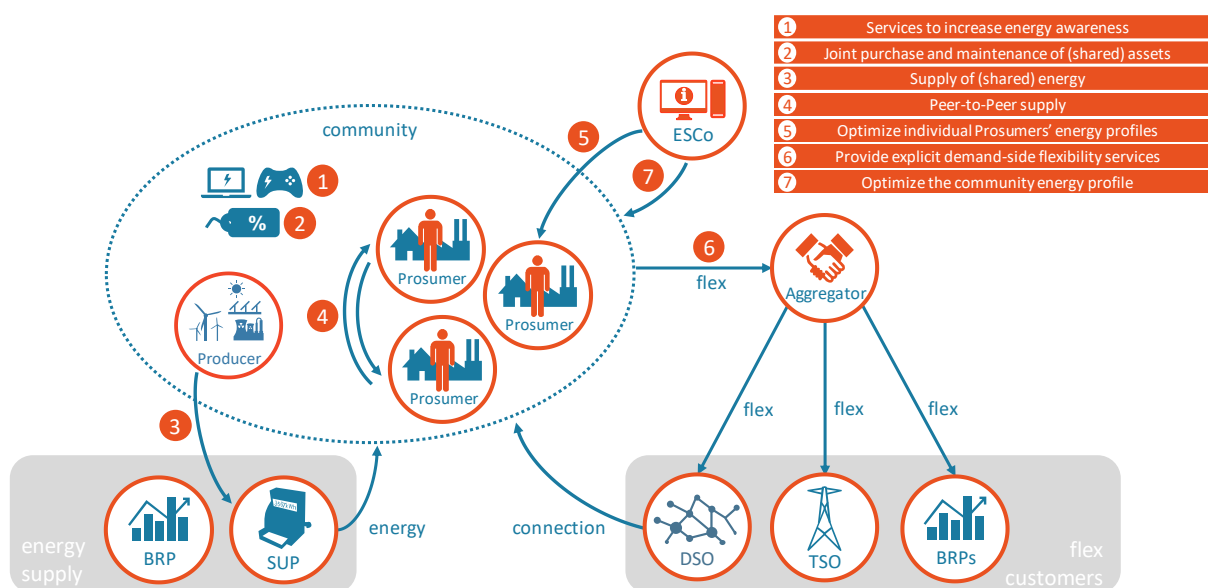 1 Services to increase energy awareness
2 Joint purchase and maintenance of (shared) assets
3 Supply of (shared) energy
4 Peer-to-Peer supply
5 Optimize individual Prosumers' energy profiles
6 Provide explicit demand-side flexibility services
7 Optimize the community energy profile
community
ESCo
5
7
1
%
2
Prosumer
6
flex
Aggregator
Prosumer
4
Producer
Prosumer
3
flex
flex
flex
BRP
SUP
energy
connection
DSO
TSO
BRPs
energy
supply
flex
customers